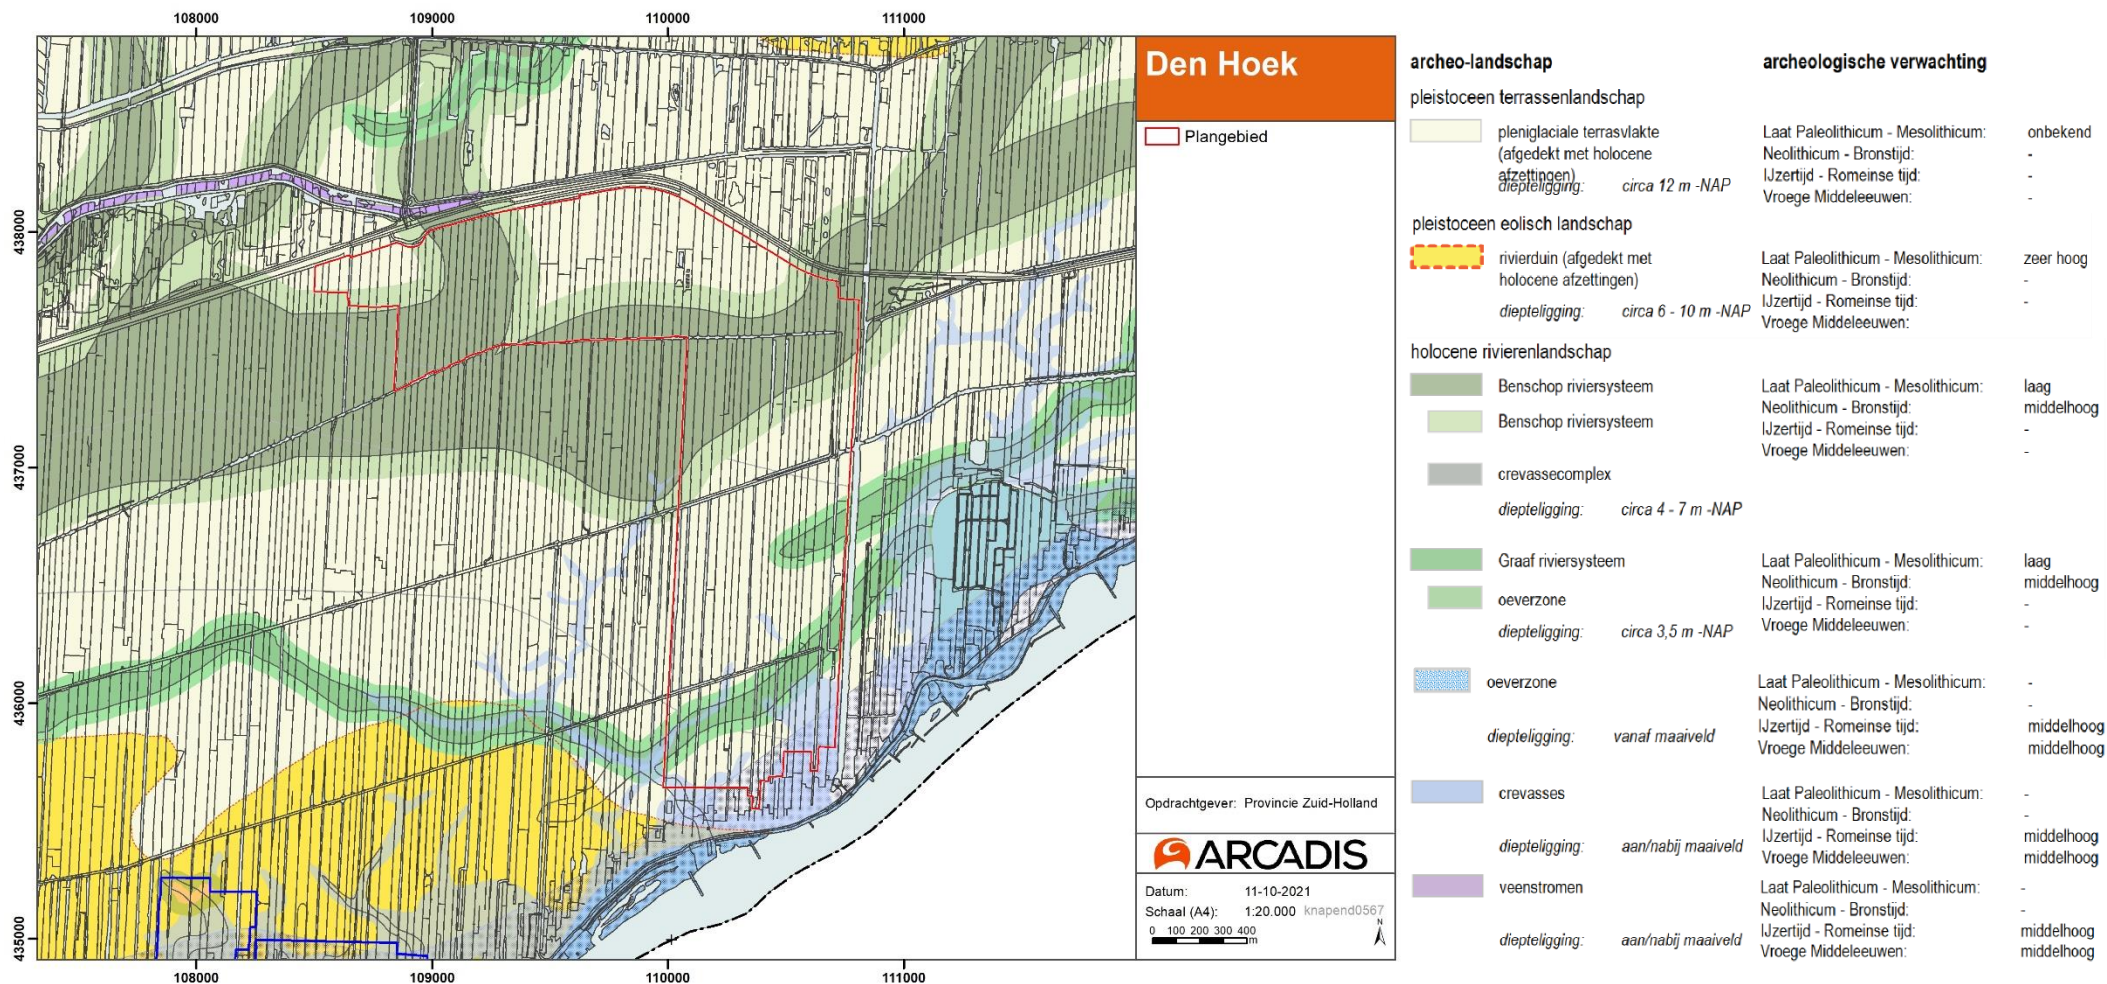 108000 109000 110000 111000
438000
437000
436000
435000
108000 109000 110000 111000
Den Hoek
Plangebied
Opdrachtgever: Provincie Zuid-Holland
ARCADIS
Datum: 11-10-2021
Schaal (A4): 1:20.000 knapend0567
0 100 200 300 400
m
N
archeo-landschap archeologische verwachting
pleistoceen terrassenlandschap
pleniglaciale terrasvlakte Laat Paleolithicum - Mesolithicum: onbekend
(afgedekt met holocene Neolithicum - Bronstijd: -
afzettingen) IJzertijd - Romeinse tijd: -
diepteligging: circa 12 m -NAP
Vroege Middeleeuwen: -
pleistoceen eolisch landschap
rivierduin (afgedekt met Laat Paleolithicum - Mesolithicum: zeer hoog
holocene afzettingen) Neolithicum - Bronstijd: -
IJzertijd - Romeinse tijd: -
diepteligging: circa 6 - 10 m -NAP
Vroege Middeleeuwen:
holocene rivierenlandschap
Benschop riviersysteem Laat Paleolithicum - Mesolithicum: laag
Neolithicum - Bronstijd: middelhoog
Benschop riviersysteem IJzertijd - Romeinse tijd: -
Vroege Middeleeuwen: -
crevassecomplex
diepteligging: circa 4 - 7 m -NAP
Graaf riviersysteem Laat Paleolithicum - Mesolithicum: laag
Neolithicum - Bronstijd: middelhoog
oeverzone IJzertijd - Romeinse tijd: -
diepteligging: circa 3,5 m -NAP Vroege Middeleeuwen: -
oeverzone Laat Paleolithicum - Mesolithicum: -
Neolithicum - Bronstijd: -
IJzertijd - Romeinse tijd: middelhoog
diepteligging: vanaf maaiveld
Vroege Middeleeuwen: middelhoog
crevasses Laat Paleolithicum - Mesolithicum: -
Neolithicum - Bronstijd: -
IJzertijd - Romeinse tijd: middelhoog
diepteligging: aan/nabij maaiveld
Vroege Middeleeuwen: middelhoog
veenstromen Laat Paleolithicum - Mesolithicum: -
Neolithicum - Bronstijd: -
IJzertijd - Romeinse tijd: middelhoog
diepteligging: aan/nabij maaiveld
Vroege Middeleeuwen: middelhoog